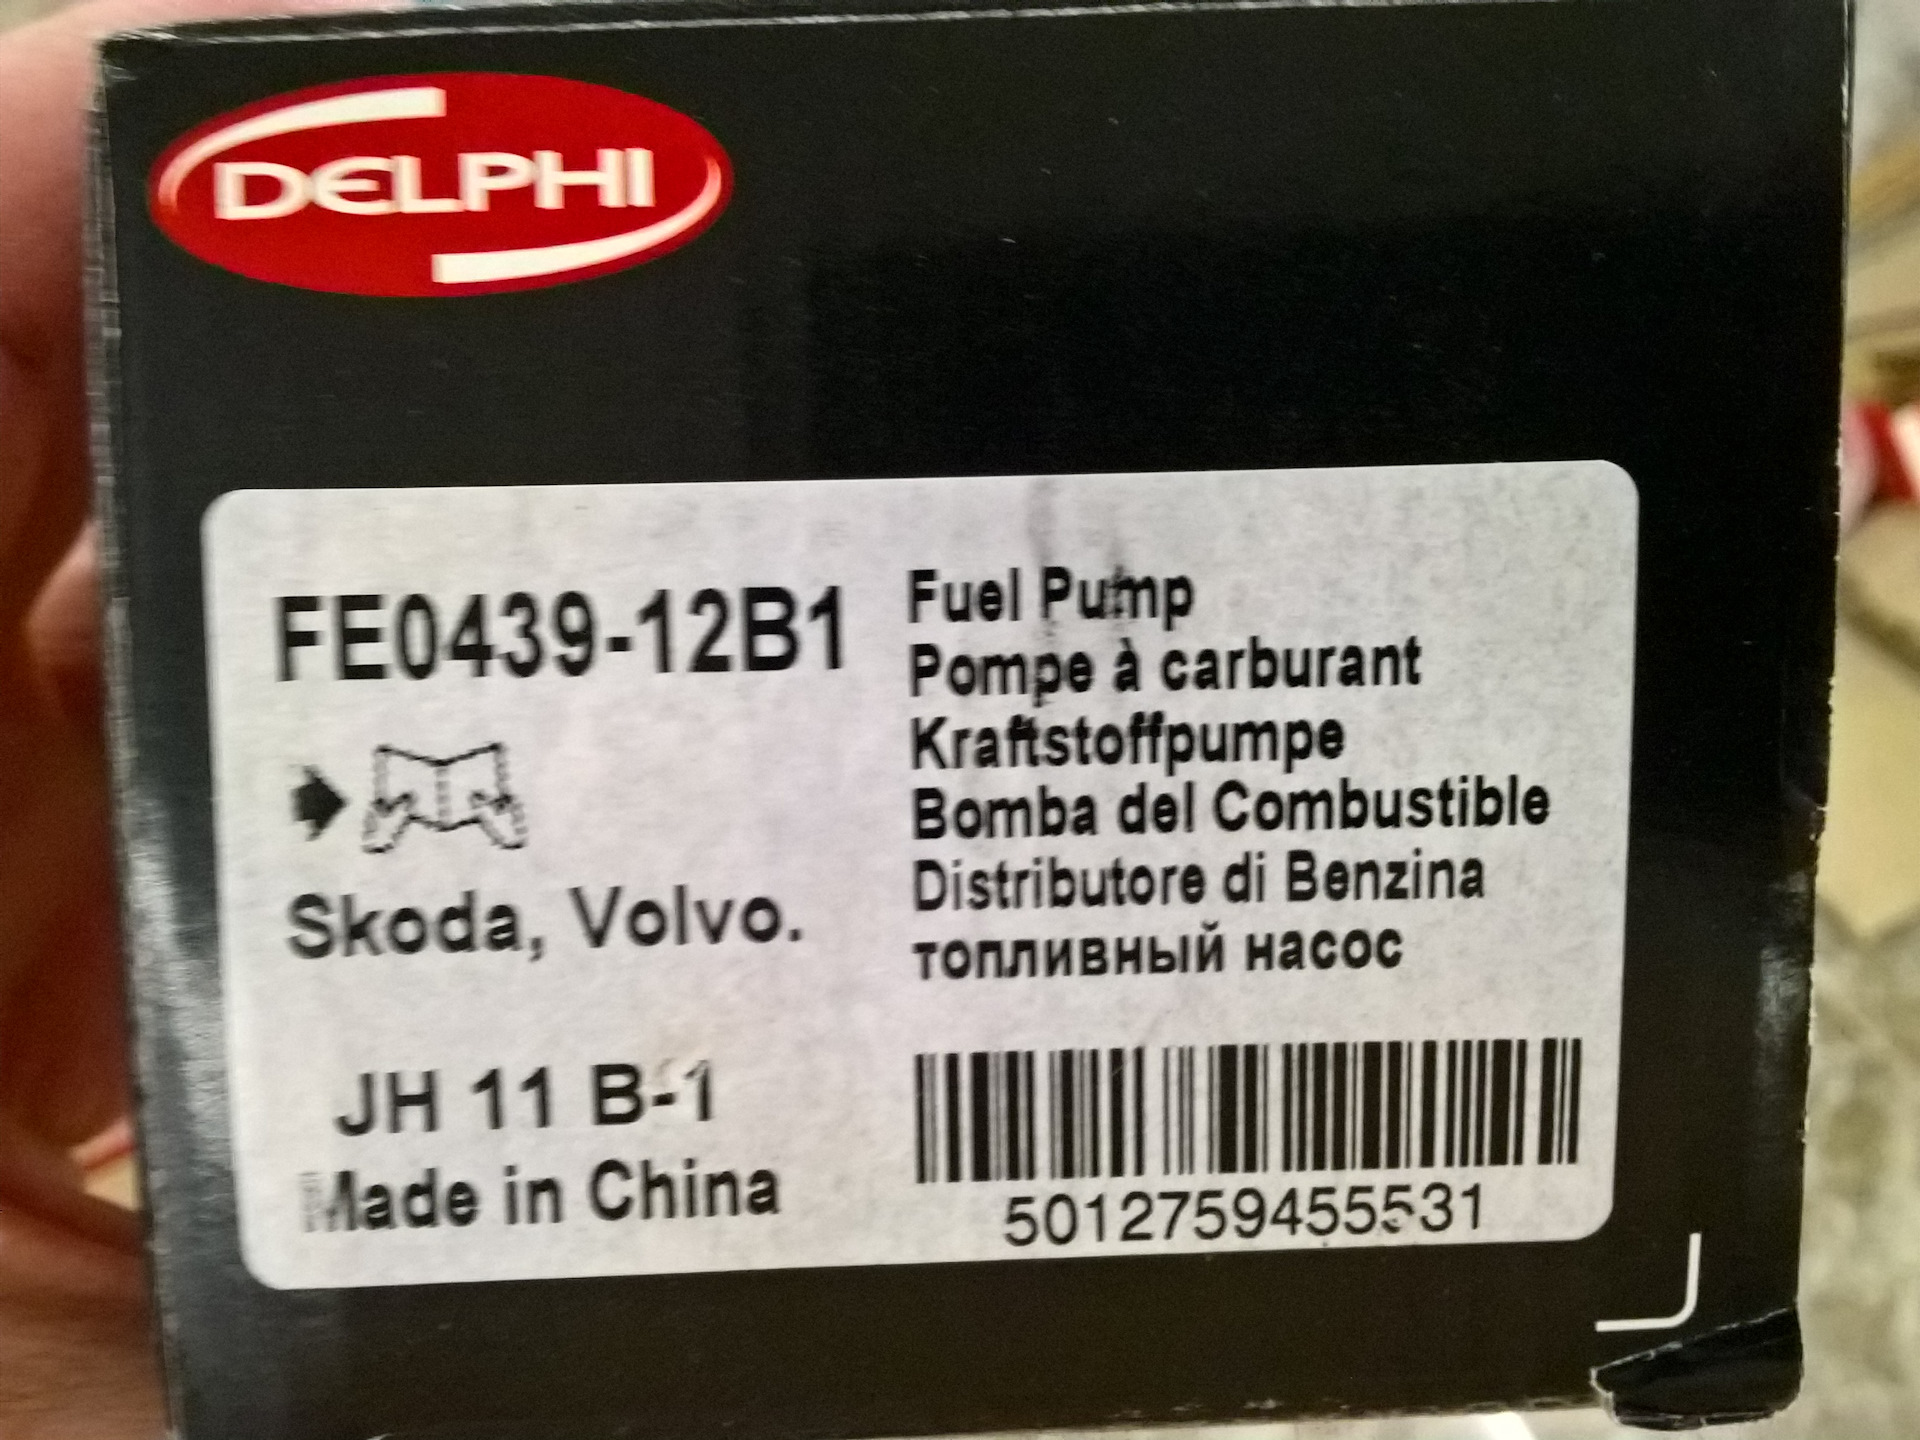 DELPHI
FE0439-12B1
Skoda, Volvo.
JH 11 B-1
Made in China
Fuel Pump
Pompe à carburant
Kraftstoffpumpe
Bomba del Combustible
Distributore di Benzina
топливный насос
5012759455531